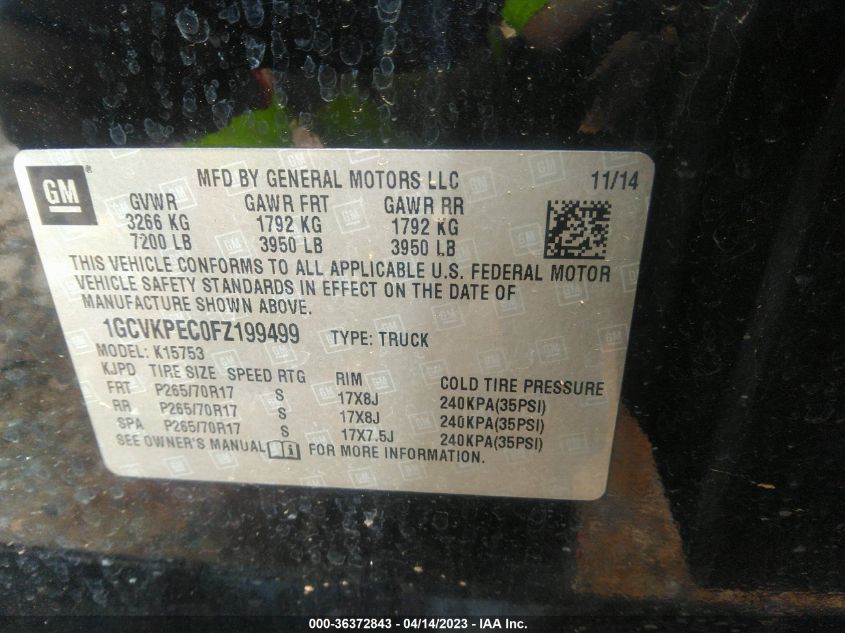 GM ® MFD BY GENERAL MOTORS LLC 11/14
GVWR GAWR FRT GAWR RR
3266 KG 1792 KG 1792 KG
7200 LB 3950 LB 3950 LB
THIS VEHICLE CONFORMS TO ALL APPLICABLE U.S. FEDERAL MOTOR
VEHICLE SAFETY STANDARDS IN EFFECT ON THE DATE OF
MANUFACTURE SHOWN ABOVE.
1GCVKPEC0FZ199499 TYPE: TRUCK
MODEL: K15753
KJPD TIRE SIZE SPEED RTG RIM COLD TIRE PRESSURE
FRT P265/70R17 S 17X8J 240KPA(35PSI)
RR P265/70R17 S 17X8J 240KPA(35PSI)
SPA P265/70R17 S 17X7.5J 240KPA(35PSI)
SEE OWNER'S MANUAL FOR MORE INFORMATION.
000-36372843 / 04/14/2023 - © IAA Inc.